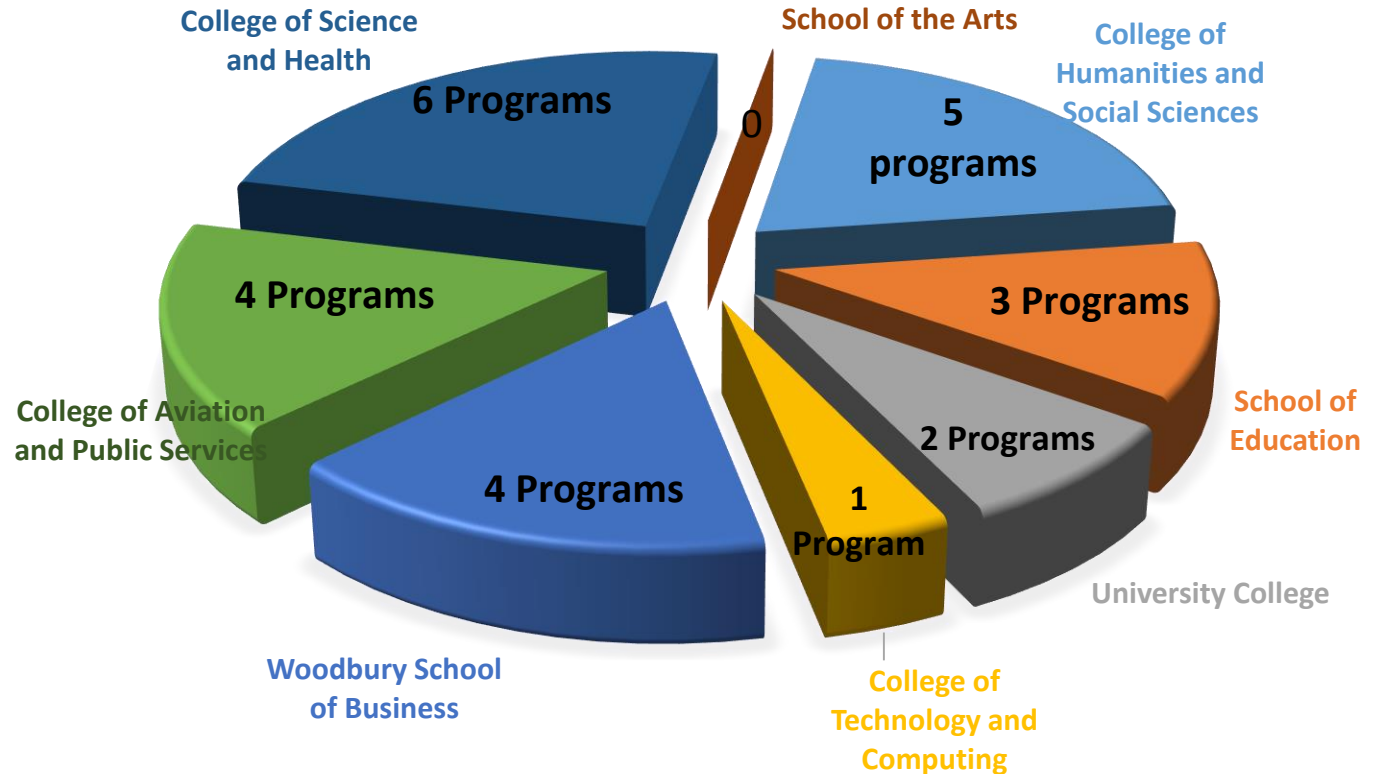 College of Science
and Health
School of the Arts
College of
Humanities and
Social Sciences
6 Programs
0
5
programs
4 Programs
3 Programs
College of Aviation
and Public Services
School of
Education
2 Programs
4 Programs
1
Program
University College
Woodbury School
of Business
College of
Technology and
Computing